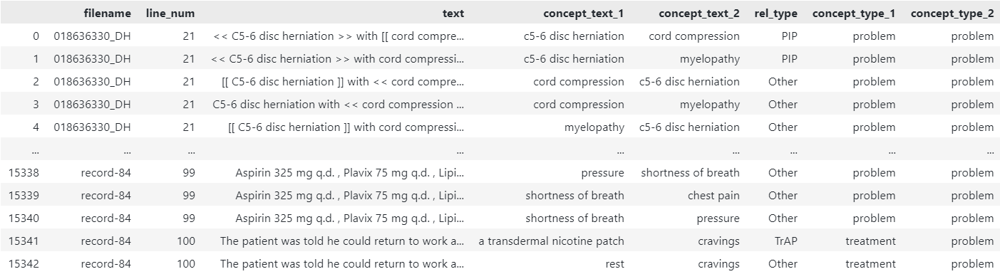 filename line_num text concept_text_1 concept_text_2 rel_type concept_type_1 concept_type_2
0 018636330_DH 21 << C5-6 disc herniation >> with [[ cord compre... c5-6 disc herniation cord compression PIP problem problem
1 018636330_DH 21 << C5-6 disc herniation >> with cord compressi... c5-6 disc herniation myelopathy PIP problem problem
2 018636330_DH 21 [[ C5-6 disc herniation ]] with << cord compre... cord compression c5-6 disc herniation Other problem problem
3 018636330_DH 21 C5-6 disc herniation with << cord compression ... cord compression myelopathy Other problem problem
4 018636330_DH 21 [[ C5-6 disc herniation ]] with cord compressi... myelopathy c5-6 disc herniation Other problem problem
... ... ... ... ... ... ... ... ...
15338 record-84 99 Aspirin 325 mg q.d. , Plavix 75 mg q.d. , Lipi... pressure shortness of breath Other problem problem
15339 record-84 99 Aspirin 325 mg q.d. , Plavix 75 mg q.d. , Lipi... shortness of breath chest pain Other problem problem
15340 record-84 99 Aspirin 325 mg q.d. , Plavix 75 mg q.d. , Lipi... shortness of breath pressure Other problem problem
15341 record-84 100 The patient was told he could return to work a... a transdermal nicotine patch cravings TrAP treatment problem
15342 record-84 100 The patient was told he could return to work a... rest cravings Other treatment problem